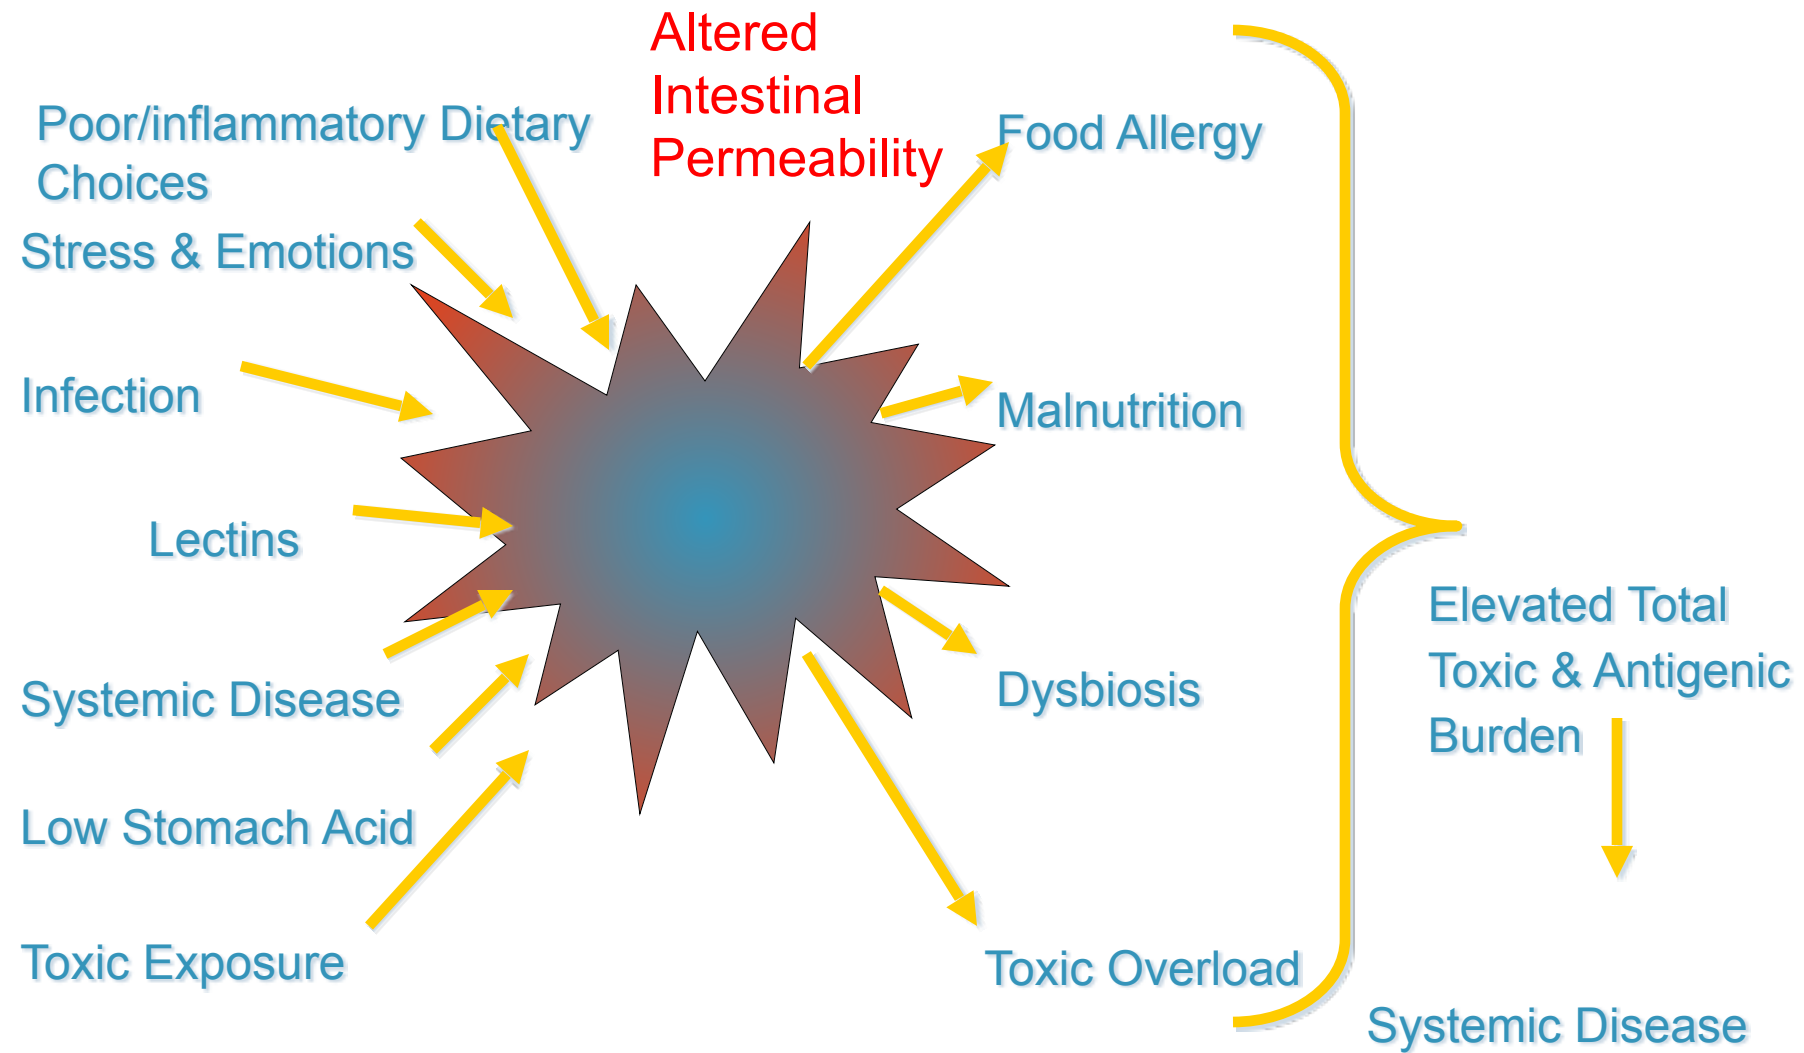 Altered
Intestinal
Permeability
Poor/inflammatory Dietary
Choices
Stress & Emotions
Infection
Lectins
Systemic Disease
Low Stomach Acid
Toxic Exposure
Food Allergy
Malnutrition
Dysbiosis
Toxic Overload
Elevated Total
Toxic & Antigenic
Burden
Systemic Disease